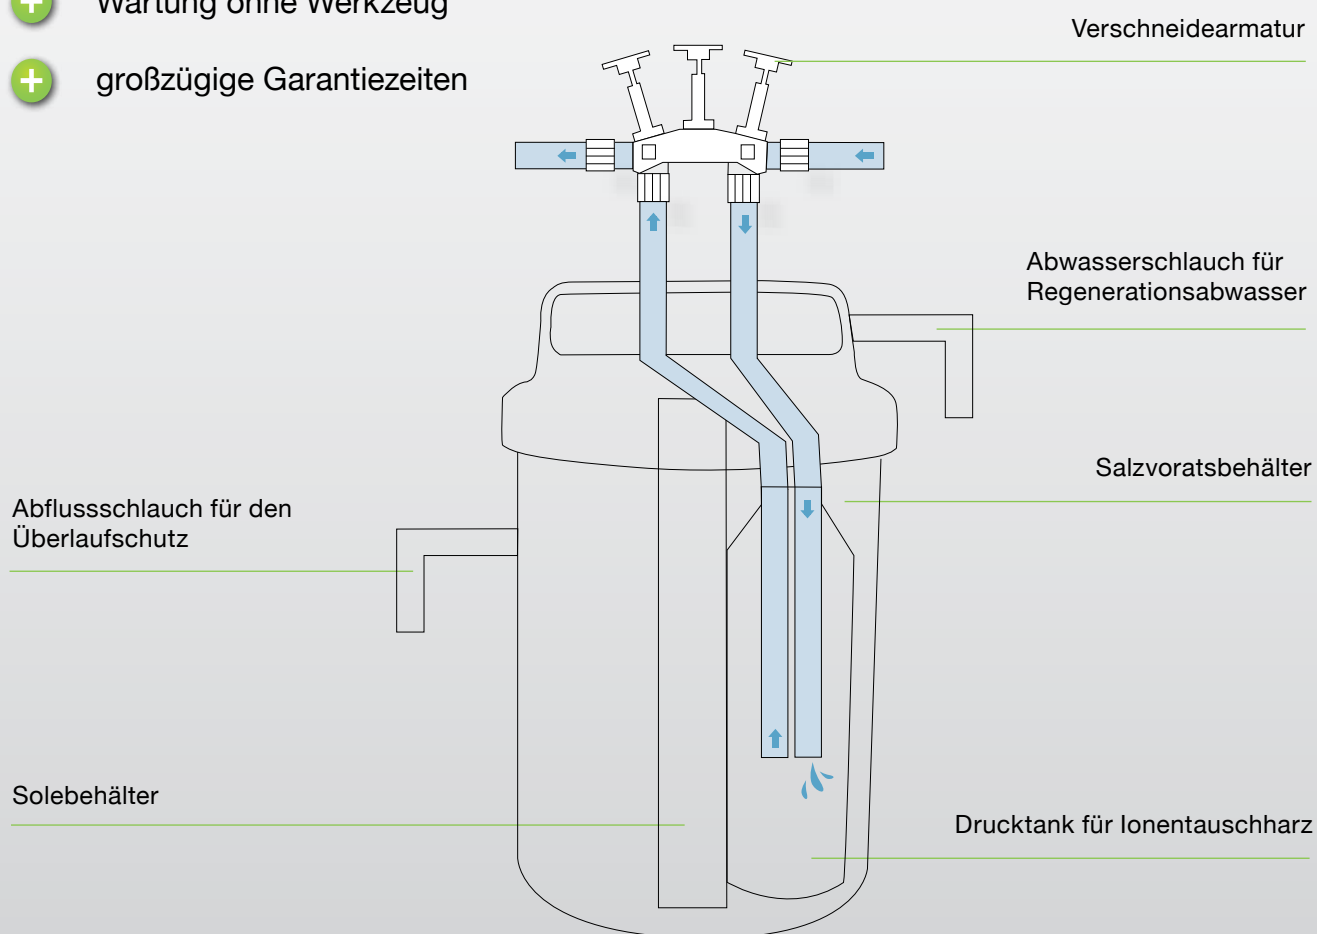 Wartung ohne Werkzeug
großzügige Garantiezeiten
Verschneidearmatur
Abwasserschlauch für
Regenerationsabwasser
Salzvoratsbehälter
Abflussschlauch für den
Überlaufschutz
Solebehälter
Drucktank für Ionentauschharz